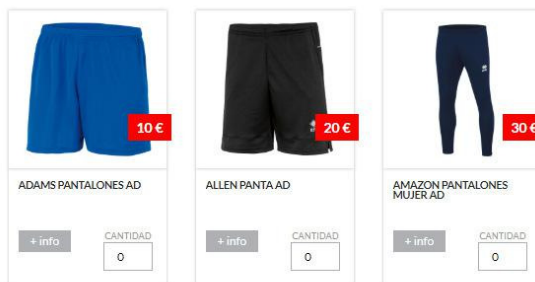 10 €
20 €
30 €
ADAMS PANTALONES AD
ALLEN PANTA AD
AMAZON PANTALONES
MUJER AD
+ info
CANTIDAD
0
+ info
CANTIDAD
0
+ info
CANTIDAD
0